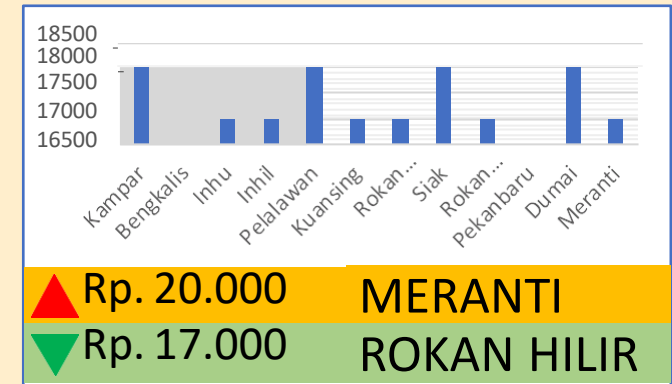 18500
18000
17500
17000
16500
Kampar
Bengkalis
Inhu
Inhil
Pelalawan
Kuansing
Rokan...
Siak
Rokan...
Pekanbaru
Dumai
Meranti
Rp. 20.000 MERANTI
Rp. 17.000 ROKAN HILIR